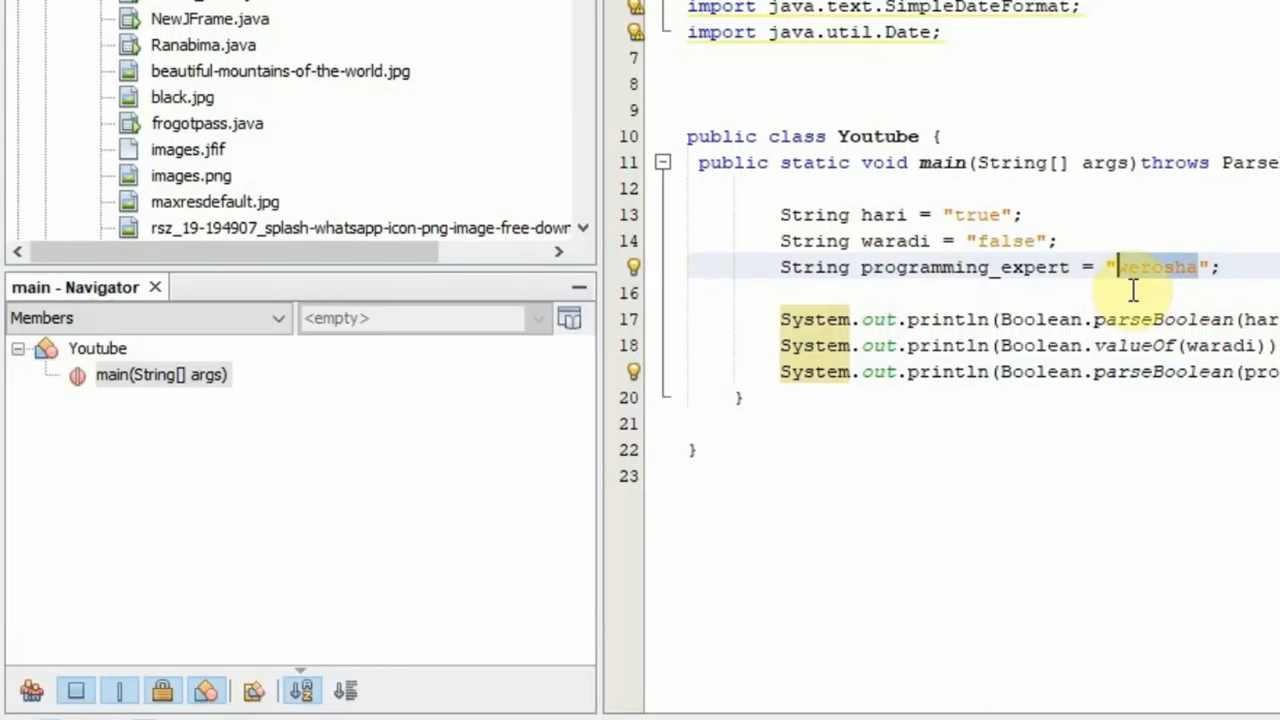 NewJFrame.java
Ranabima.java
beautiful-mountains-of-the-world.jpg
black.jpg
frogotpass.java
images.jfif
images.png
maxresdefault.jpg
rsz_19-194907_splash-whatsapp-icon-png-image-free-down
main - Navigator
Members
<empty>
Youtube
main(String[] args)
import java.text.SimpleDateFormat;
import java.util.Date;
7
8
9
10 public class Youtube {
11 public static void main(String[] args)throws Parse
12
13 String hari = "true";
14 String waradi = "false";
String programming_expert = "werosha";
16
17 System.out.println(Boolean.parseBoolean(har
18 System.out.println(Boolean.valueOf(waradi))
System.out.println(Boolean.parseBoolean(pro
20 }
21
22 }
23